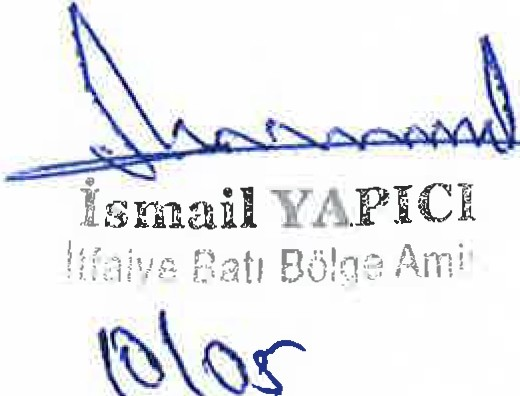 İsmail YAPICI
İtfaiye Batı Bölge Ami
10/05